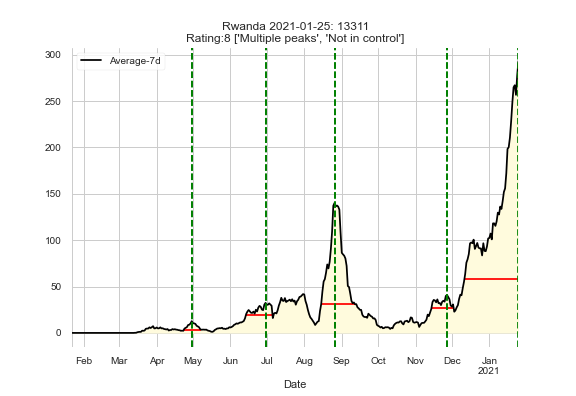 Rwanda 2021-01-25: 13311
Rating:8 ['Multiple peaks', 'Not in control']
Average-7d
300
250
200
150
100
50
0
Feb Mar Apr May Jun Jul Aug Sep Oct Nov Dec Jan
2021
Date